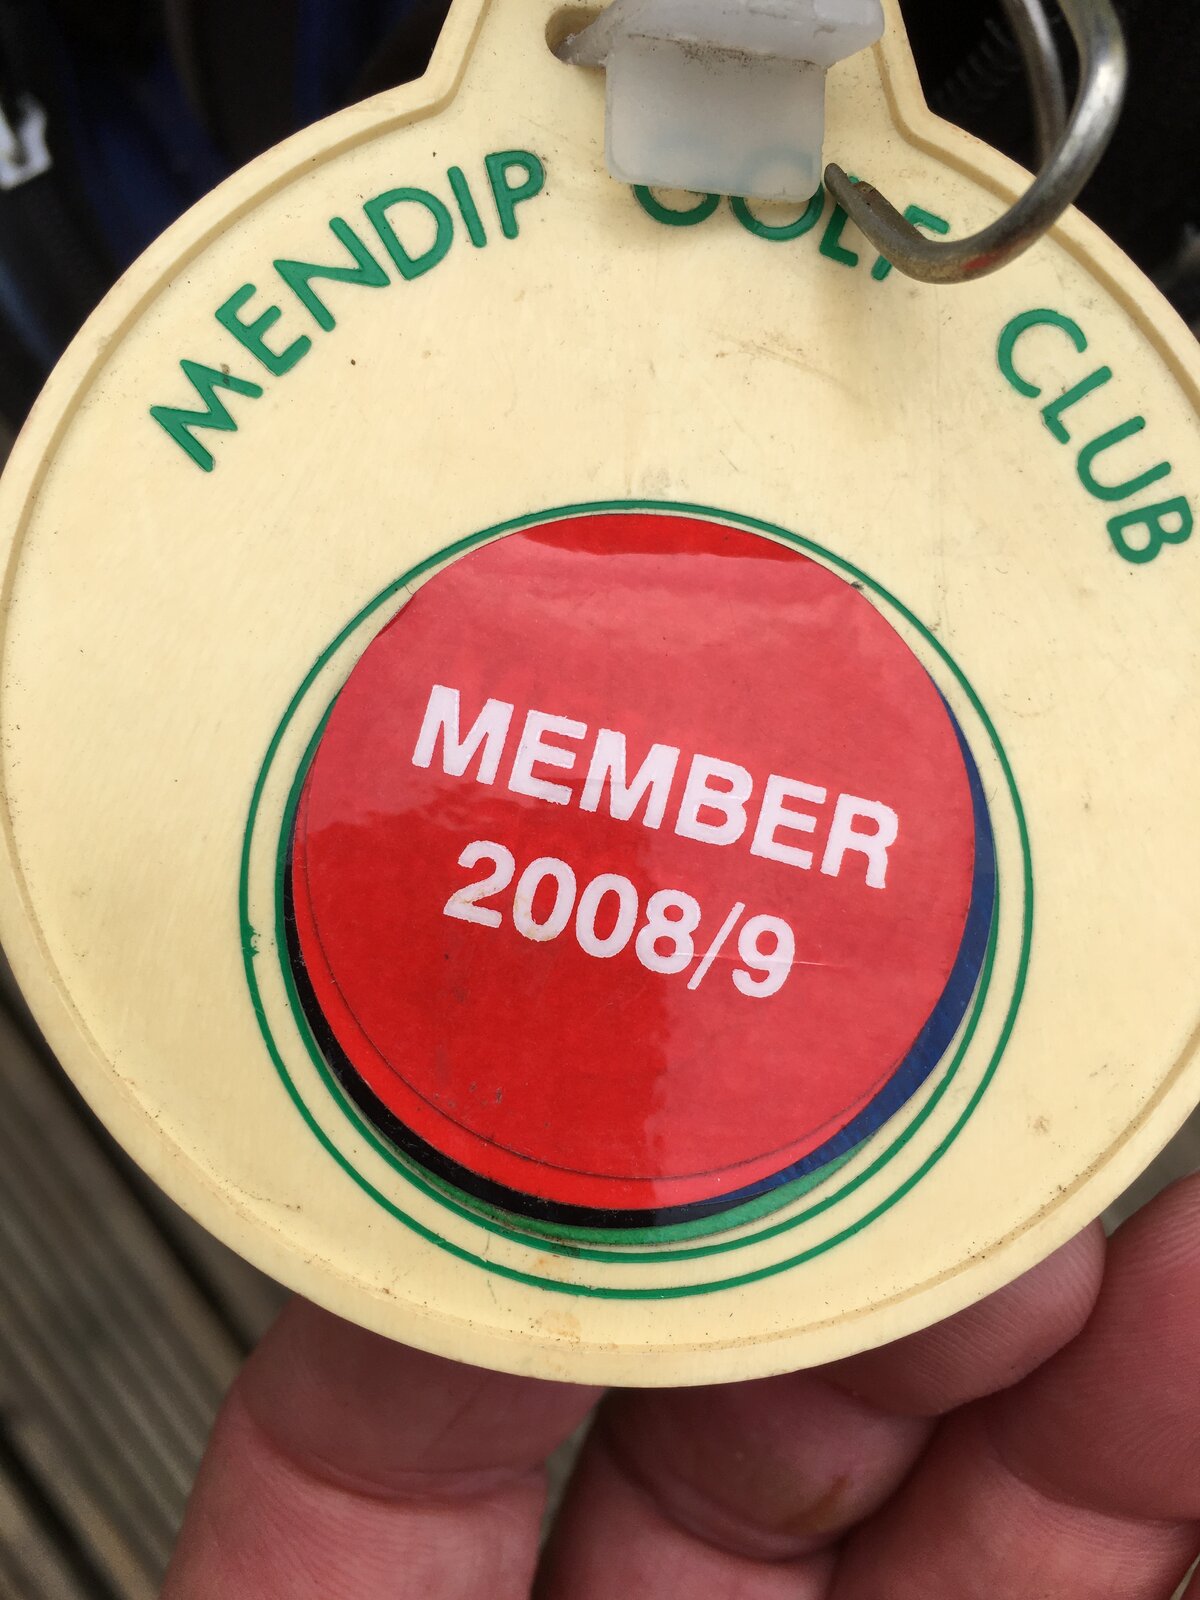 MENDIP GOLF CLUB
MEMBER
2008/9